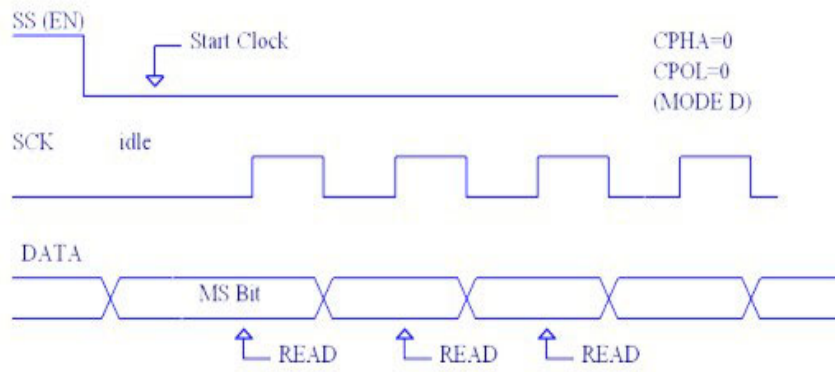 SS (EN)
Start Clock
CPHA=0
CPOL=0
(MODE D)
SCK idle
DATA
MS Bit
READ READ READ